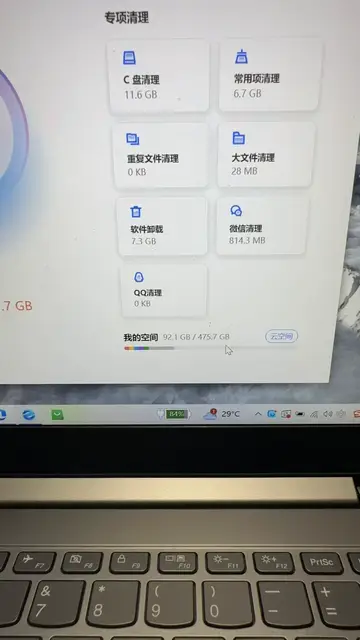 专项清理
C 盘清理
11.6 GB
常用项清理
6.7 GB
重复文件清理
0 KB
大文件清理
28 MB
软件卸载
7.3 GB
微信清理
814.3 MB
QQ清理
0 KB
.7 GB
我的空间 92.1 GB / 475.7 GB 云空间
84%
29°C
F7
F8
F9
F10
F11
F12
PrtSc
&
7
*
8
(
9
)
0
—
-
+
=